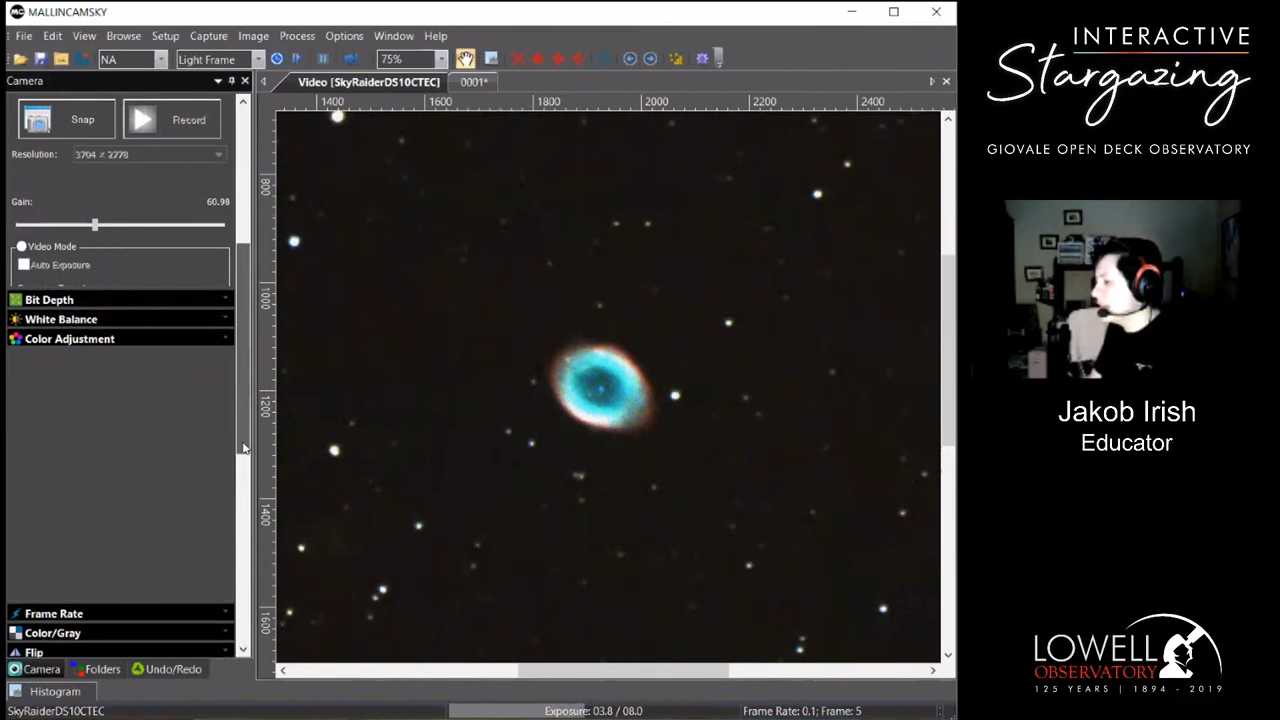 MALLINCAMSKY
File Edit View Browse Setup Capture Image Process Options Window Help
NA Light Frame 75%
Camera
Video [SkyRaiderDS10CTEC] 0001*
1400 1600 1800 2000 2200 2400
Snap Record
Resolution: 3704 × 2778
Gain: 60.98
Video Mode
Auto Exposure
Bit Depth
White Balance
Color Adjustment
Frame Rate
Color/Gray
Flip
Camera Folders Undo/Redo
Histogram
SkyRaiderDS10CTEC Exposure: 03.8 / 08.0 Frame Rate: 0.1; Frame: 5
800
1000
1200
1400
1600
INTERACTIVE
Stargazing
GIOVALE OPEN DECK OBSERVATORY
Jakob Irish
Educator
LOWELL
OBSERVATORY
125 YEARS | 1894 - 2019